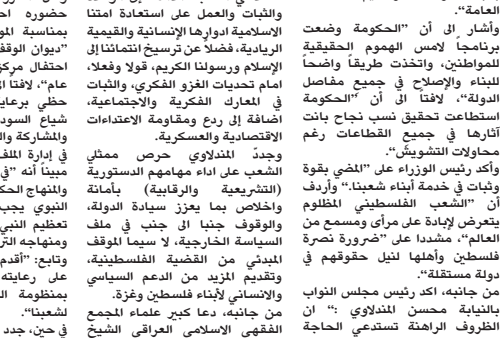 العامة“.
وأشار الى أن ”الحكومة وضعت
برنامجاً لامس الهموم الحقيقية
للمواطنين، واتخذت طريقاً واضحاً
للبناء والإصلاح في جميع مفاصل
الدولة“، لافتاً الى أن ”الحكومة
استطاعت تحقيق نسب نجاح بانت
آثارها في جميع القطاعات رغم
محاولات التشويش“.
وأكد رئيس الوزراء على ”المضي بقوة
وثبات في خدمة أبناء شعبنا.“ وأردف
أن ”الشعب الفلسطيني المظلوم
يتعرض لإبادة على مرأى ومسمع من
العالم“، مشددا على ”ضرورة نصرة
فلسطين وأهلها لنيل حقوقهم في
دولة مستقلة“.
من جانبه، اكد رئيس مجلس النواب
بالنيابة محسن المندلاوي :“ ان
الظروف الراهنة تستدعي الحاجة
والثبات والعمل على استعادة امتنا
الاسلامية ادوارها الإنسانية والقيمية
الريادية، فضلاً عن ترسيخ انتمائنا إلى
الإسلام ورسولنا الكريم، قولا وفعلا،
امام تحديات الغزو الفكري، والثبات
في المعارك الفكرية والاجتماعية،
اضافة إلى ردع ومقاومة الاعتداءات
الاقتصادية والعسكرية.
وجددّ المندلاوي حرص ممثلي
الشعب على اداء مهامهم الدستورية
(التشريعية والرقابية) بأمانة
واخلاص بما يعزز سيادة الدولة،
والوقوف جنبا الى جنب في ملف
السياسة الخارجية، لا سيما الموقف
المبدئي من القضية الفلسطينية،
وتقديم المزيد من الدعم السياسي
والانساني لأبناء فلسطين وغزة.
من جانبه، دعا كبير علماء المجمع
الفقهي الاسلامي العراقي الشيخ
حضوره
بمناسبة
”ديوان الوقف
احتفال مركز
عام“، لافتاً
حظي برعاي
شياع السود
والمشاركة وال
في إدارة الملف
مبيناً أنه ”في
والمنهاج الحك
النبوي يجب
تعظيم النبي
ومنهاجه التر
وتابع: ”أقدم
على رعايته
بمنظومة ال
لشعبنا“.
في حين، جدد